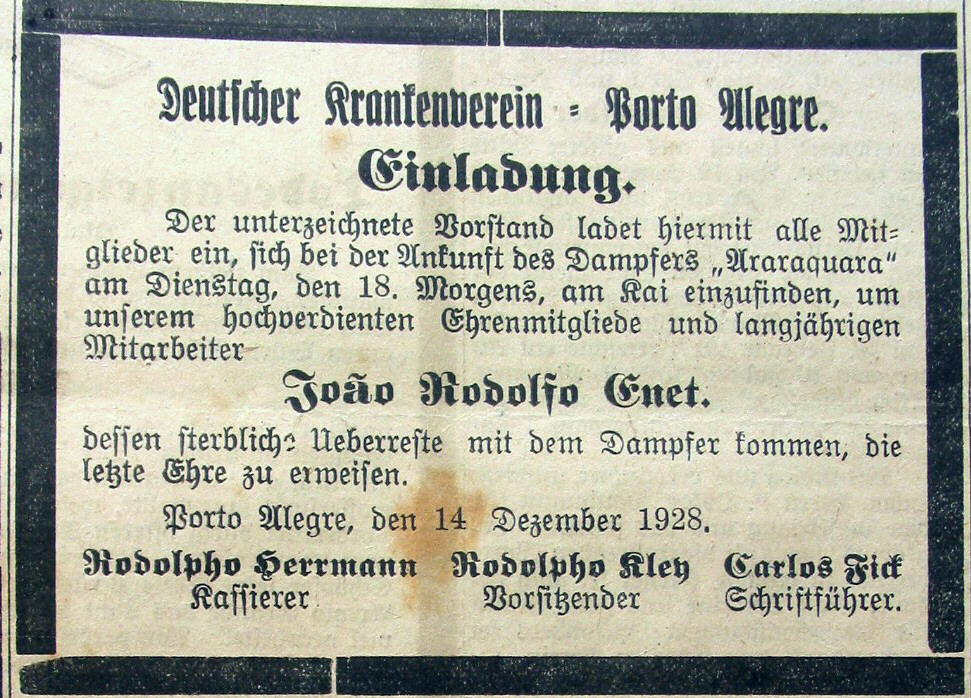 Deutscher Krankenverein - Porto Alegre.
Einladung.
Der unterzeichnete Vorstand ladet hiermit alle Mit-
glieder ein, sich bei der Ankunft des Dampfers „Araraquara“
am Dienstag, den 18. Morgens, am Kai einzufinden, um
unserem hochverdienten Ehrenmitgliede und langjährigen
Mitarbeiter
João Rodolfo Enet.
dessen sterbliche Ueberreste mit dem Dampfer kommen, die
letzte Ehre zu erweisen.
Porto Alegre, den 14 Dezember 1928.
Rodolpho Herrmann Rodolpho Kley Carlos Fick
Kassierer Vorsitzender Schriftführer.